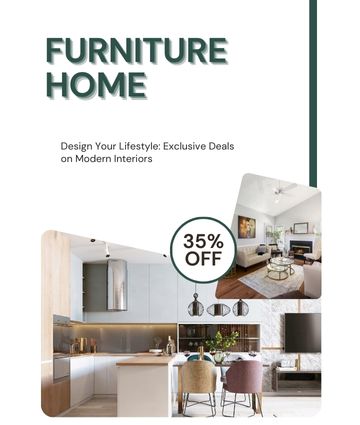 FURNITURE
HOME
Design Your Lifestyle: Exclusive Deals
on Modern Interiors
35%
OFF